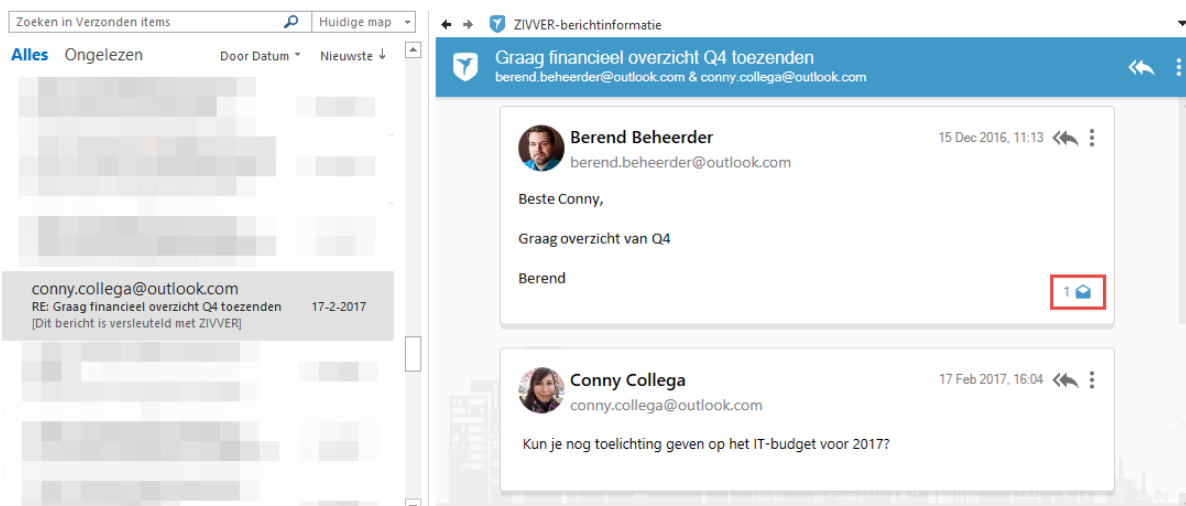 Zoeken in Verzonden items
Huidige map
Alles Ongelezen Door Datum Nieuwste ↓
conny.collega@outlook.com
RE: Graag financieel overzicht Q4 toezenden 17-2-2017
[Dit bericht is versleuteld met ZIVVER]
ZIVVER-berichtinformatie
Graag financieel overzicht Q4 toezenden
berend.beheerder@outlook.com & conny.collega@outlook.com
Berend Beheerder 15 Dec 2016, 11:13
berend.beheerder@outlook.com
Beste Conny,
Graag overzicht van Q4
Berend
1
Conny Collega 17 Feb 2017, 16:04
conny.collega@outlook.com
Kun je nog toelichting geven op het IT-budget voor 2017?